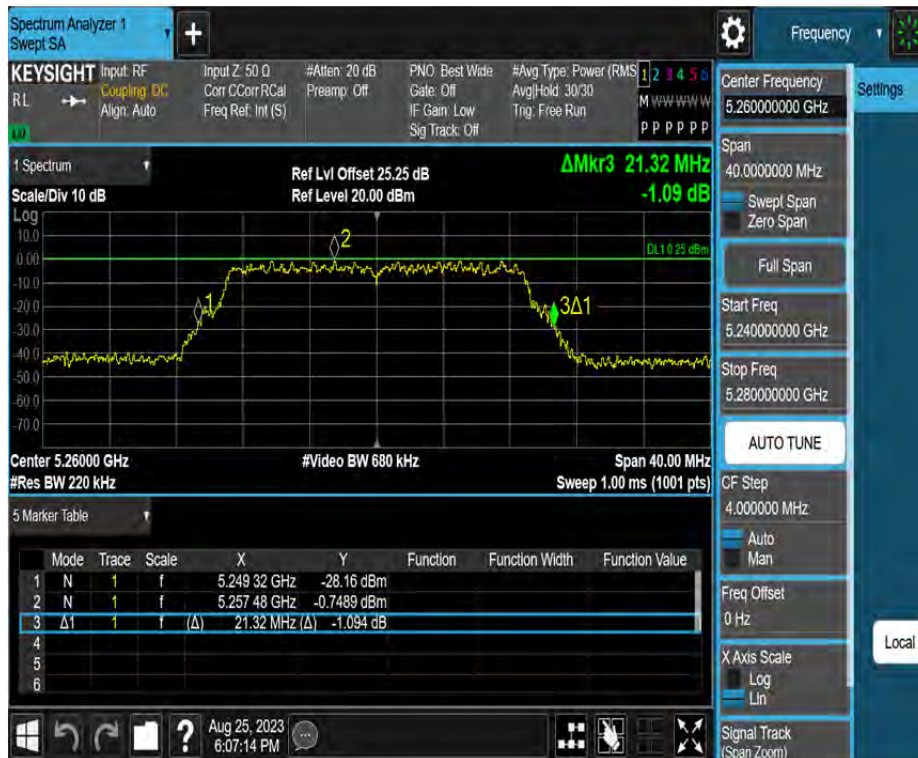 Spectrum Analyzer 1
Swept SA
+
Frequency
KEYSIGHT
RL
Input: RF
Coupling: DC
Align: Auto
Input Z: 50 Ω
Corr CCorr RCal
Freq Ref: Int (S)
#Atten: 20 dB
Preamp: Off
PNO: Best Wide
Gate: Off
IF Gain: Low
Sig Track: Off
#Avg Type: Power (RMS
Avg|Hold: 30/30
Trig: Free Run
1 2 3 4 5 6
M W W W W W
P P P P P P
1 Spectrum
Scale/Div 10 dB
Ref Lvl Offset 25.25 dB
Ref Level 20.00 dBm
ΔMkr3 21.32 MHz
-1.09 dB
Log
10.0
0.00
-10.0
-20.0
-30.0
-40.0
-50.0
-60.0
-70.0
DL1 0.25 dBm
1
2
3Δ1
Center 5.26000 GHz
#Res BW 220 kHz
#Video BW 680 kHz
Span 40.00 MHz
Sweep 1.00 ms (1001 pts)
5 Marker Table
Mode Trace Scale X Y Function Function Width Function Value
1 N 1 f 5.249 32 GHz -28.16 dBm
2 N 1 f 5.257 48 GHz -0.7489 dBm
3 Δ1 1 f (Δ) 21.32 MHz (Δ) -1.094 dB
4
5
6
?
Aug 25, 2023
6:07:14 PM
Center Frequency
5.260000000 GHz
Span
40.0000000 MHz
Swept Span
Zero Span
Full Span
Start Freq
5.240000000 GHz
Stop Freq
5.280000000 GHz
AUTO TUNE
CF Step
4.000000 MHz
Auto
Man
Freq Offset
0 Hz
X Axis Scale
Log
Lin
Signal Track
(Span Zoom)
Settings
Local